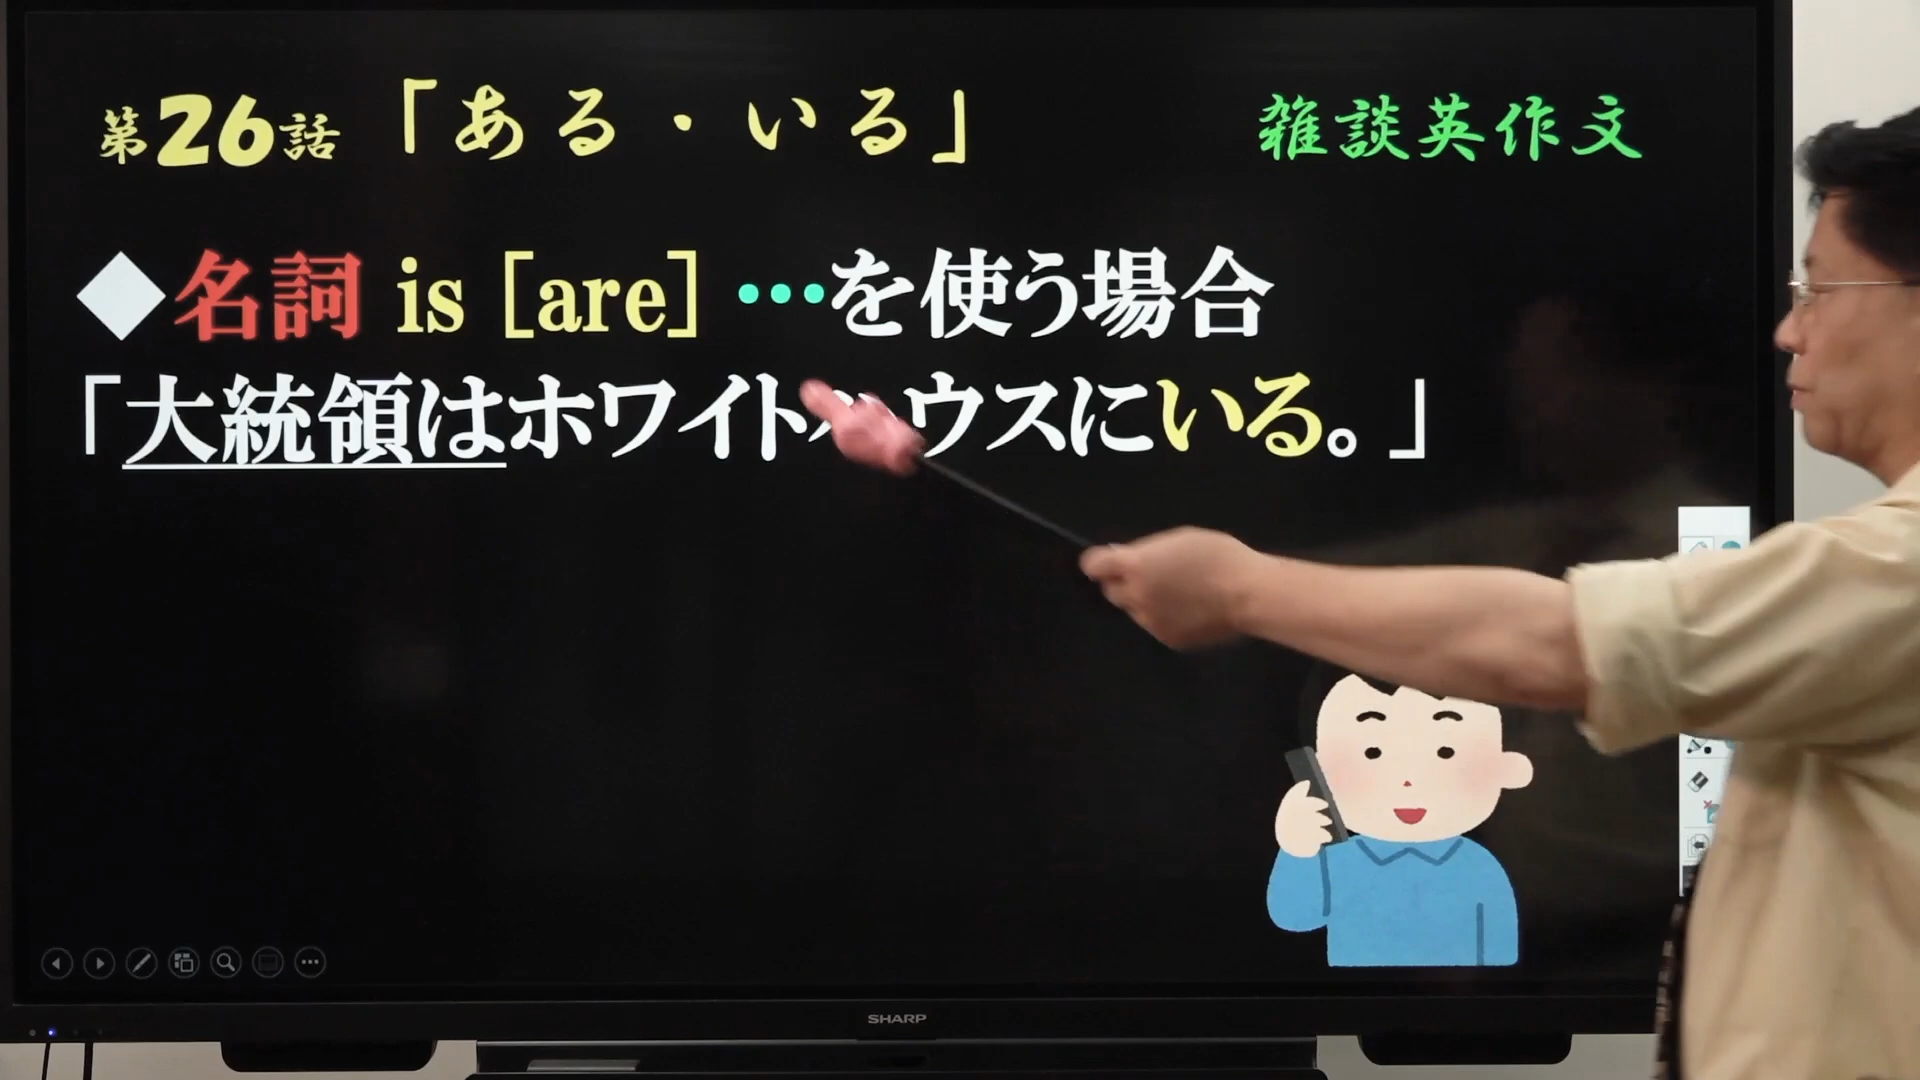 第26話 「ある・いる」 雑談英作文
◆名詞 is [are] …を使う場合
「大統領はホワイトハウスにいる。」
SHARP